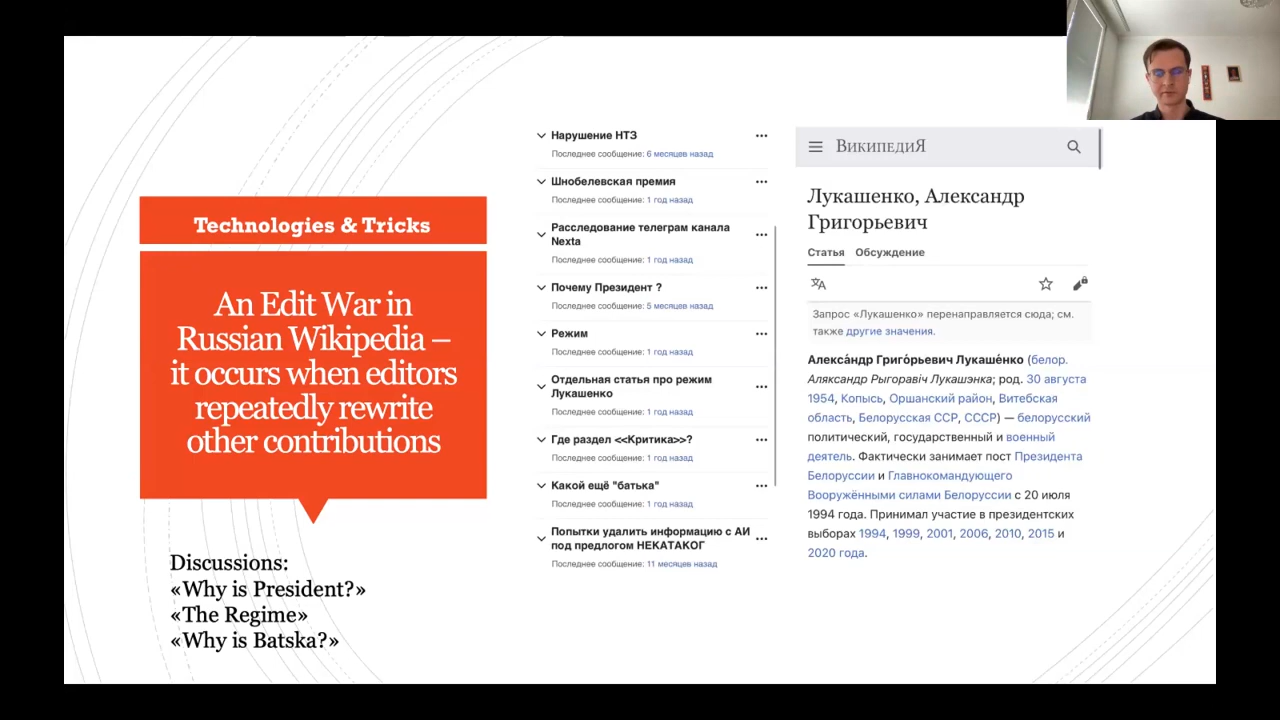 Technologies & Tricks
An Edit War in
Russian Wikipedia –
it occurs when editors
repeatedly rewrite
other contributions
Discussions:
«Why is President?»
«The Regime»
«Why is Batska?»
Нарушение НТЗ
Последнее сообщение: 6 месяцев назад
Шнобелевская премия
Последнее сообщение: 1 год назад
Расследование телеграм канала
Nexta
Последнее сообщение: 1 год назад
Почему Президент ?
Последнее сообщение: 5 месяцев назад
Режим
Последнее сообщение: 1 год назад
Отдельная статья про режим
Лукашенко
Последнее сообщение: 1 год назад
Где раздел <<Критика>>?
Последнее сообщение: 1 год назад
Какой ещё "батька"
Последнее сообщение: 1 год назад
Попытки удалить информацию с АИ
под предлогом НЕКАТАКОГ
Последнее сообщение: 11 месяцев назад
ВикипедиЯ
Лукашенко, Александр
Григорьевич
Статья Обсуждение
Запрос «Лукашенко» перенаправляется сюда; см.
также другие значения.
Алекса́ндр Григо́рьевич Лукаше́нко (белор.
Аляксандр Рыгоравіч Лукашэнка; род. 30 августа
1954, Копысь, Оршанский район, Витебская
область, Белорусская ССР, СССР) — белорусский
политический, государственный и военный
деятель. Фактически занимает пост Президента
Белоруссии и Главнокомандующего
Вооружёнными силами Белоруссии с 20 июля
1994 года. Принимал участие в президентских
выборах 1994, 1999, 2001, 2006, 2010, 2015 и
2020 года.